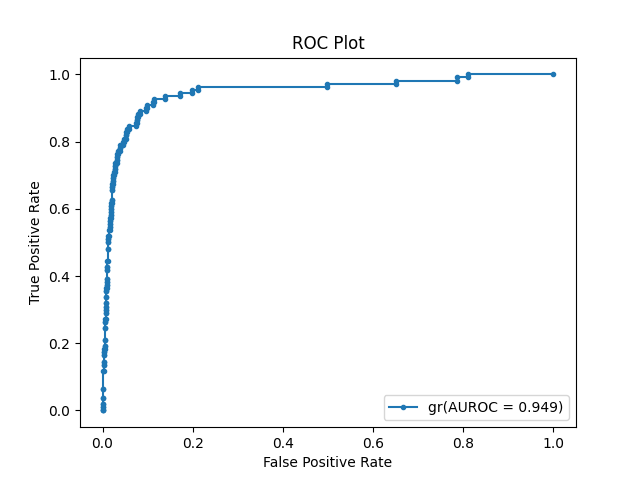 ROC Plot
True Positive Rate
1.0
0.8
0.6
0.4
0.2
0.0
gr(AUROC = 0.949)
0.0 0.2 0.4 0.6 0.8 1.0
False Positive Rate